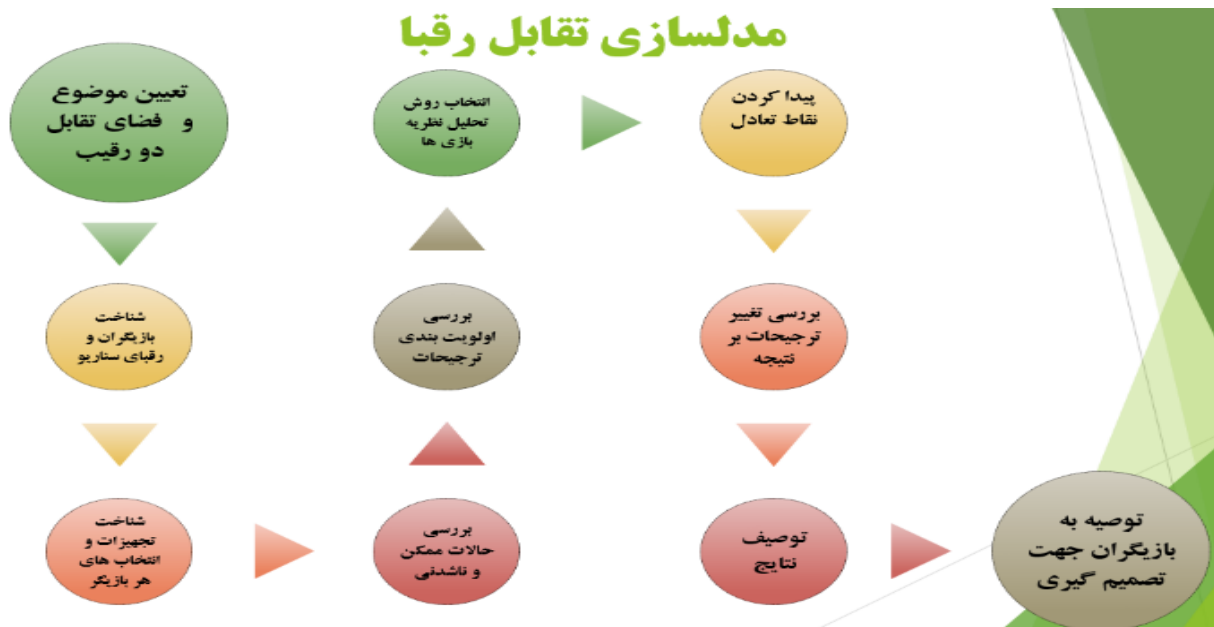 مدلسازی تقابل رقبا
تعیین موضوع
و فضای تقابل
دو رقیب
شناخت
بازیگران و
رقبای سناریو
شناخت
تجهیزات و
انتخاب های
هر بازیگر
بررسی
حالات ممکن
و ناشدنی
بررسی
اولویت بندی
ترجیحات
انتخاب روش
تحلیل نظریه
بازی ها
پیدا کردن
نقاط تعادل
بررسی تغییر
ترجیحات بر
نتیجه
توصیف
نتایج
توصیه به
بازیگران جهت
تصمیم گیری